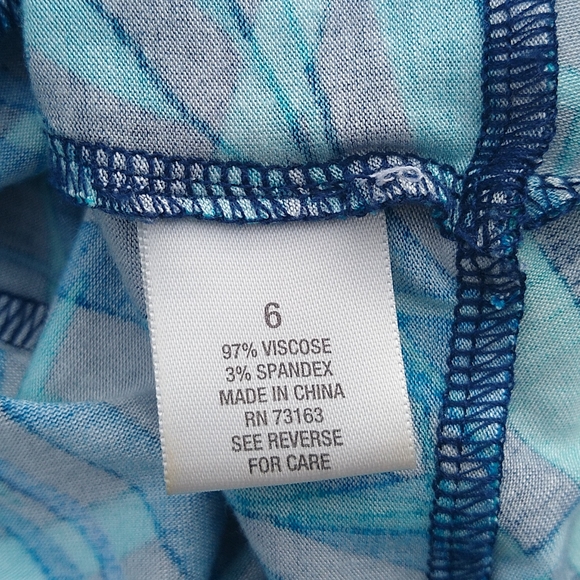 6
97% VISCOSE
3% SPANDEX
MADE IN CHINA
RN 73163
SEE REVERSE
FOR CARE